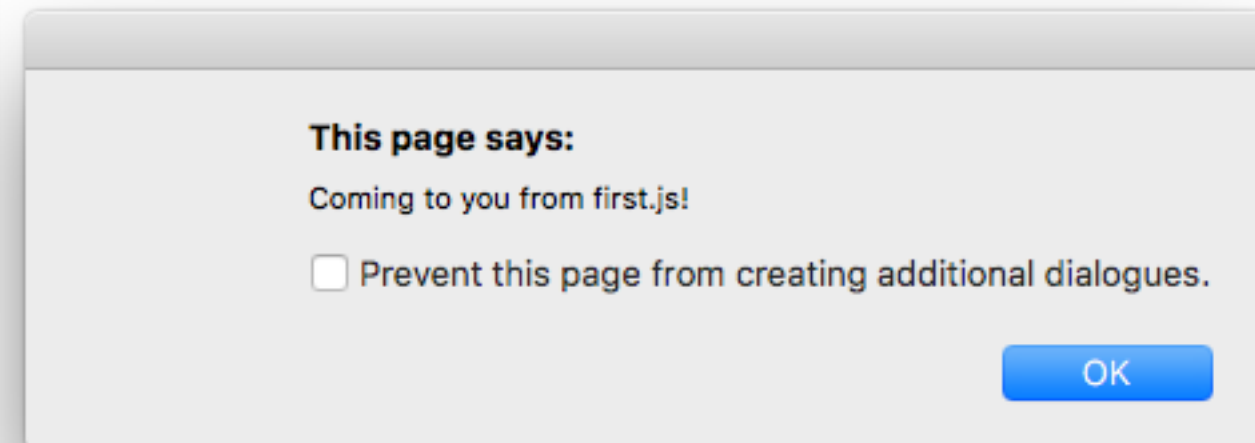 This page says:
Coming to you from first.js!
Prevent this page from creating additional dialogues.
OK